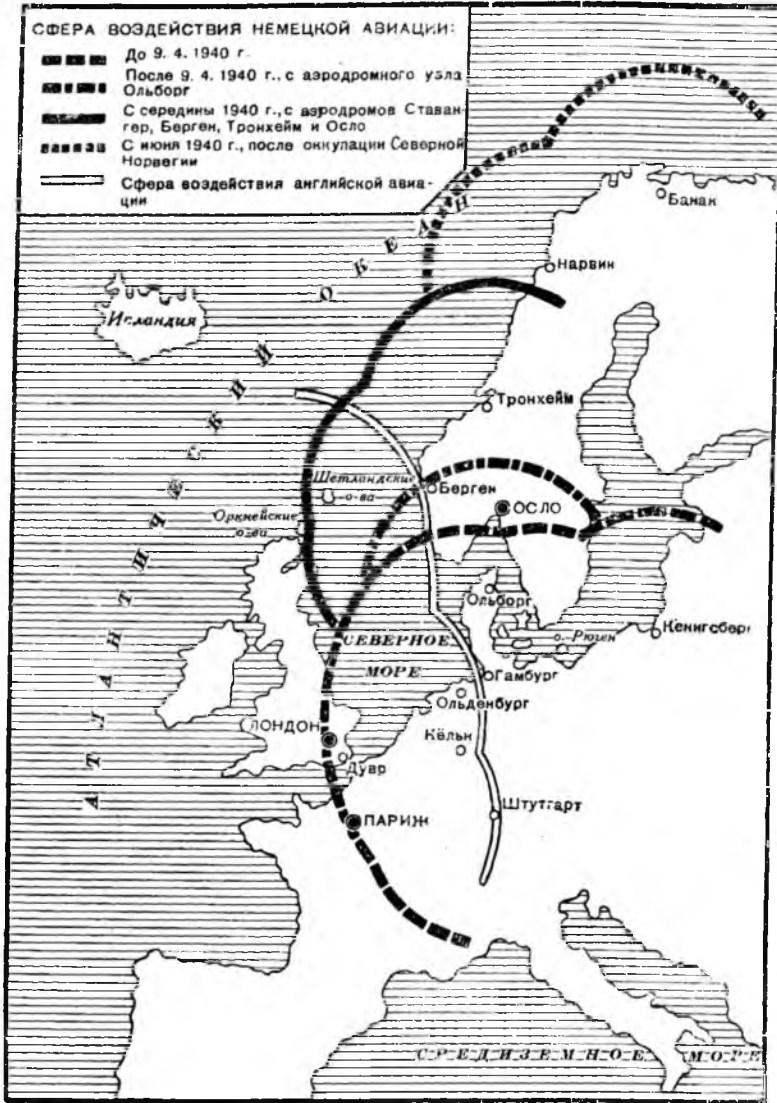 СФЕРА ВОЗДЕЙСТВИЯ НЕМЕЦКОЙ АВИАЦИИ:
До 9. 4. 1940 г.
После 9. 4. 1940 г., с аэродромного узла
Ольборг
С середины 1940 г., с аэродромов Ставан-
гер, Берген, Тронхейм и Осло
С июня 1940 г., после оккупации Северной
Норвегии
Сфера воздействия английской авиа-
ции
Банак
Нарвик
Исландия
АТЛАНТИЧЕСКИЙ ОКЕАН
Тронхейм
Шетландские
о-ва
Берген
ОСЛО
Оркнейские
о-ва
Ольборг
СЕВЕРНОЕ
МОРЕ
о. Рюген
Кенигсберг
Гамбург
Ольденбург
ЛОНДОН
Кёльн
Дувр
ПАРИЖ
Штутгарт
СРЕДИЗЕМНОЕ МОРЕ